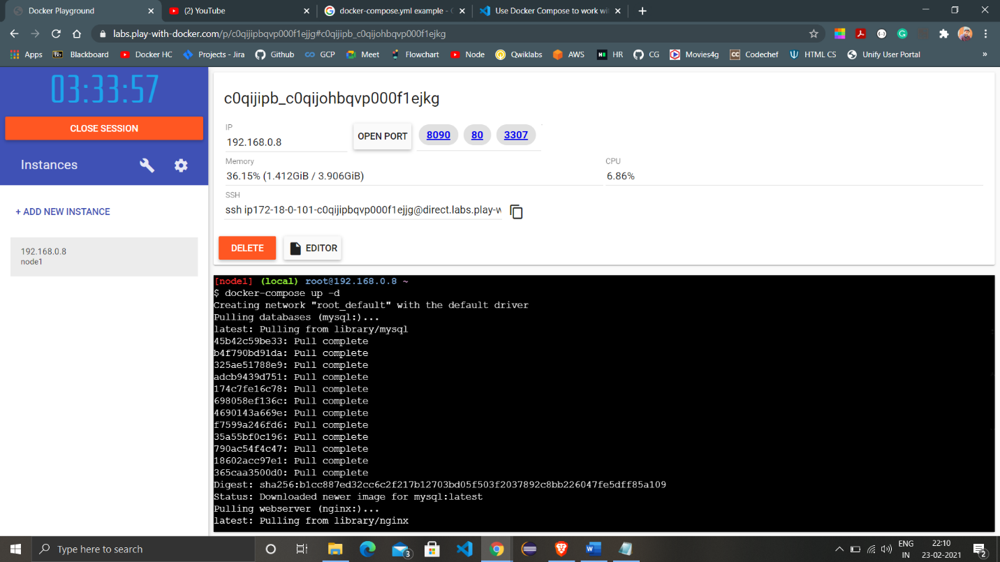 Docker Playground
(2) YouTube
docker-compose.yml example -
Use Docker Compose to work wi
labs.play-with-docker.com/p/c0qijipbqvp000f1ejjg#c0qijipb_c0qijohbqvp000f1ejkg
Apps Blackboard Docker HC Projects - Jira Github GCP Meet Flowchart Node Qwiklabs AWS HR CG Movies4g Codechef HTML CS Unify User Portal »
03:33:57
CLOSE SESSION
Instances
+ ADD NEW INSTANCE
192.168.0.8
node1
c0qijipb_c0qijohbqvp000f1ejkg
IP
192.168.0.8
OPEN PORT
8090 80 3307
Memory
36.15% (1.412GiB / 3.906GiB)
CPU
6.86%
SSH
ssh ip172-18-0-101-c0qijipbqvp000f1ejjg@direct.labs.play-w
DELETE
EDITOR
[node1] (local) root@192.168.0.8 ~
$ docker-compose up -d
Creating network "root_default" with the default driver
Pulling databases (mysql:)...
latest: Pulling from library/mysql
45b42c59be33: Pull complete
b4f790bd91da: Pull complete
325ae51788e9: Pull complete
adcb9439d751: Pull complete
174c7fe16c78: Pull complete
698058ef136c: Pull complete
4690143a669e: Pull complete
f7599a246fd6: Pull complete
35a55bf0c196: Pull complete
790ac54f4c47: Pull complete
18602acc97e1: Pull complete
365caa3500d0: Pull complete
Digest: sha256:b1cc887ed32cc6c2f217b12703bd05f503f2037892c8bb226047fe5dff85a109
Status: Downloaded newer image for mysql:latest
Pulling webserver (nginx:)...
latest: Pulling from library/nginx
Type here to search
3
ENG
IN
22:10
23-02-2021
2